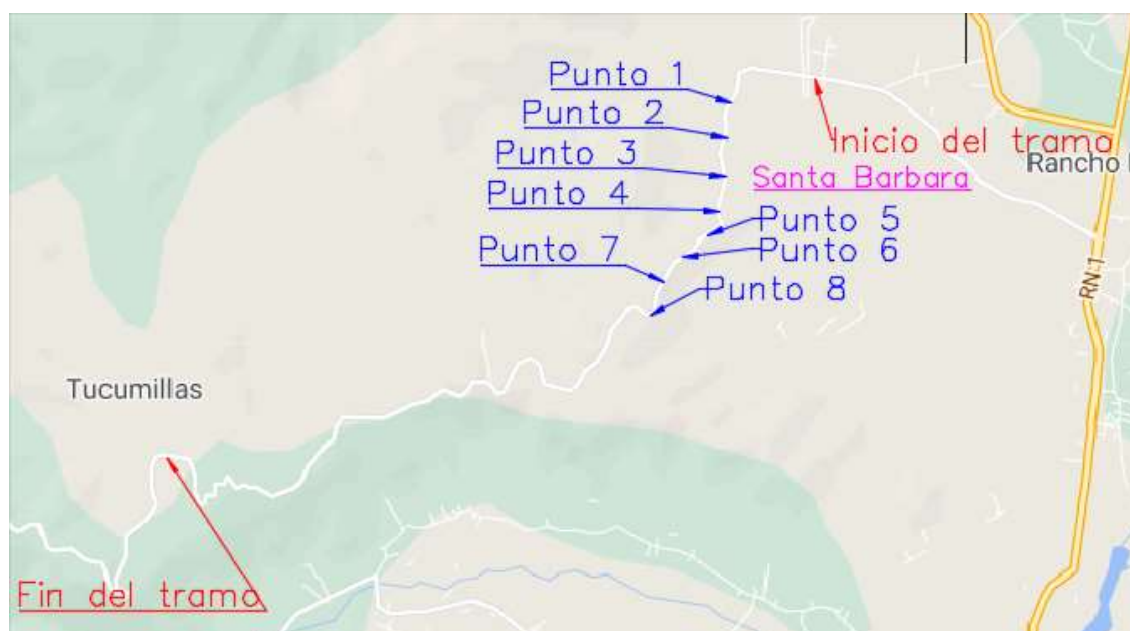 Punto 1
Punto 2
Inicio del tramo
Punto 3
Rancho
Santa Barbara
Punto 4
Punto 5
Punto 7
Punto 6
Punto 8
RN 1
Tucumillas
Fin del tramo